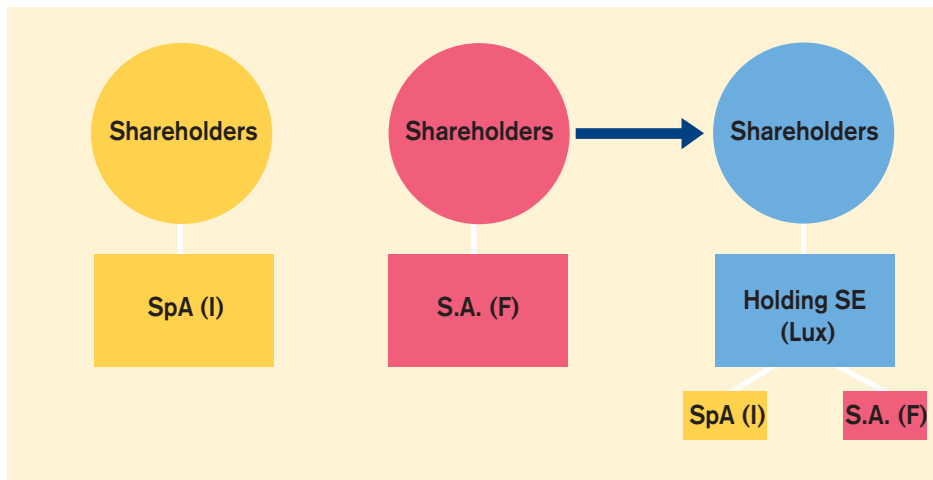 Shareholders
Shareholders
Shareholders
SpA (I)
S.A. (F)
Holding SE
(Lux)
SpA (I)
S.A. (F)